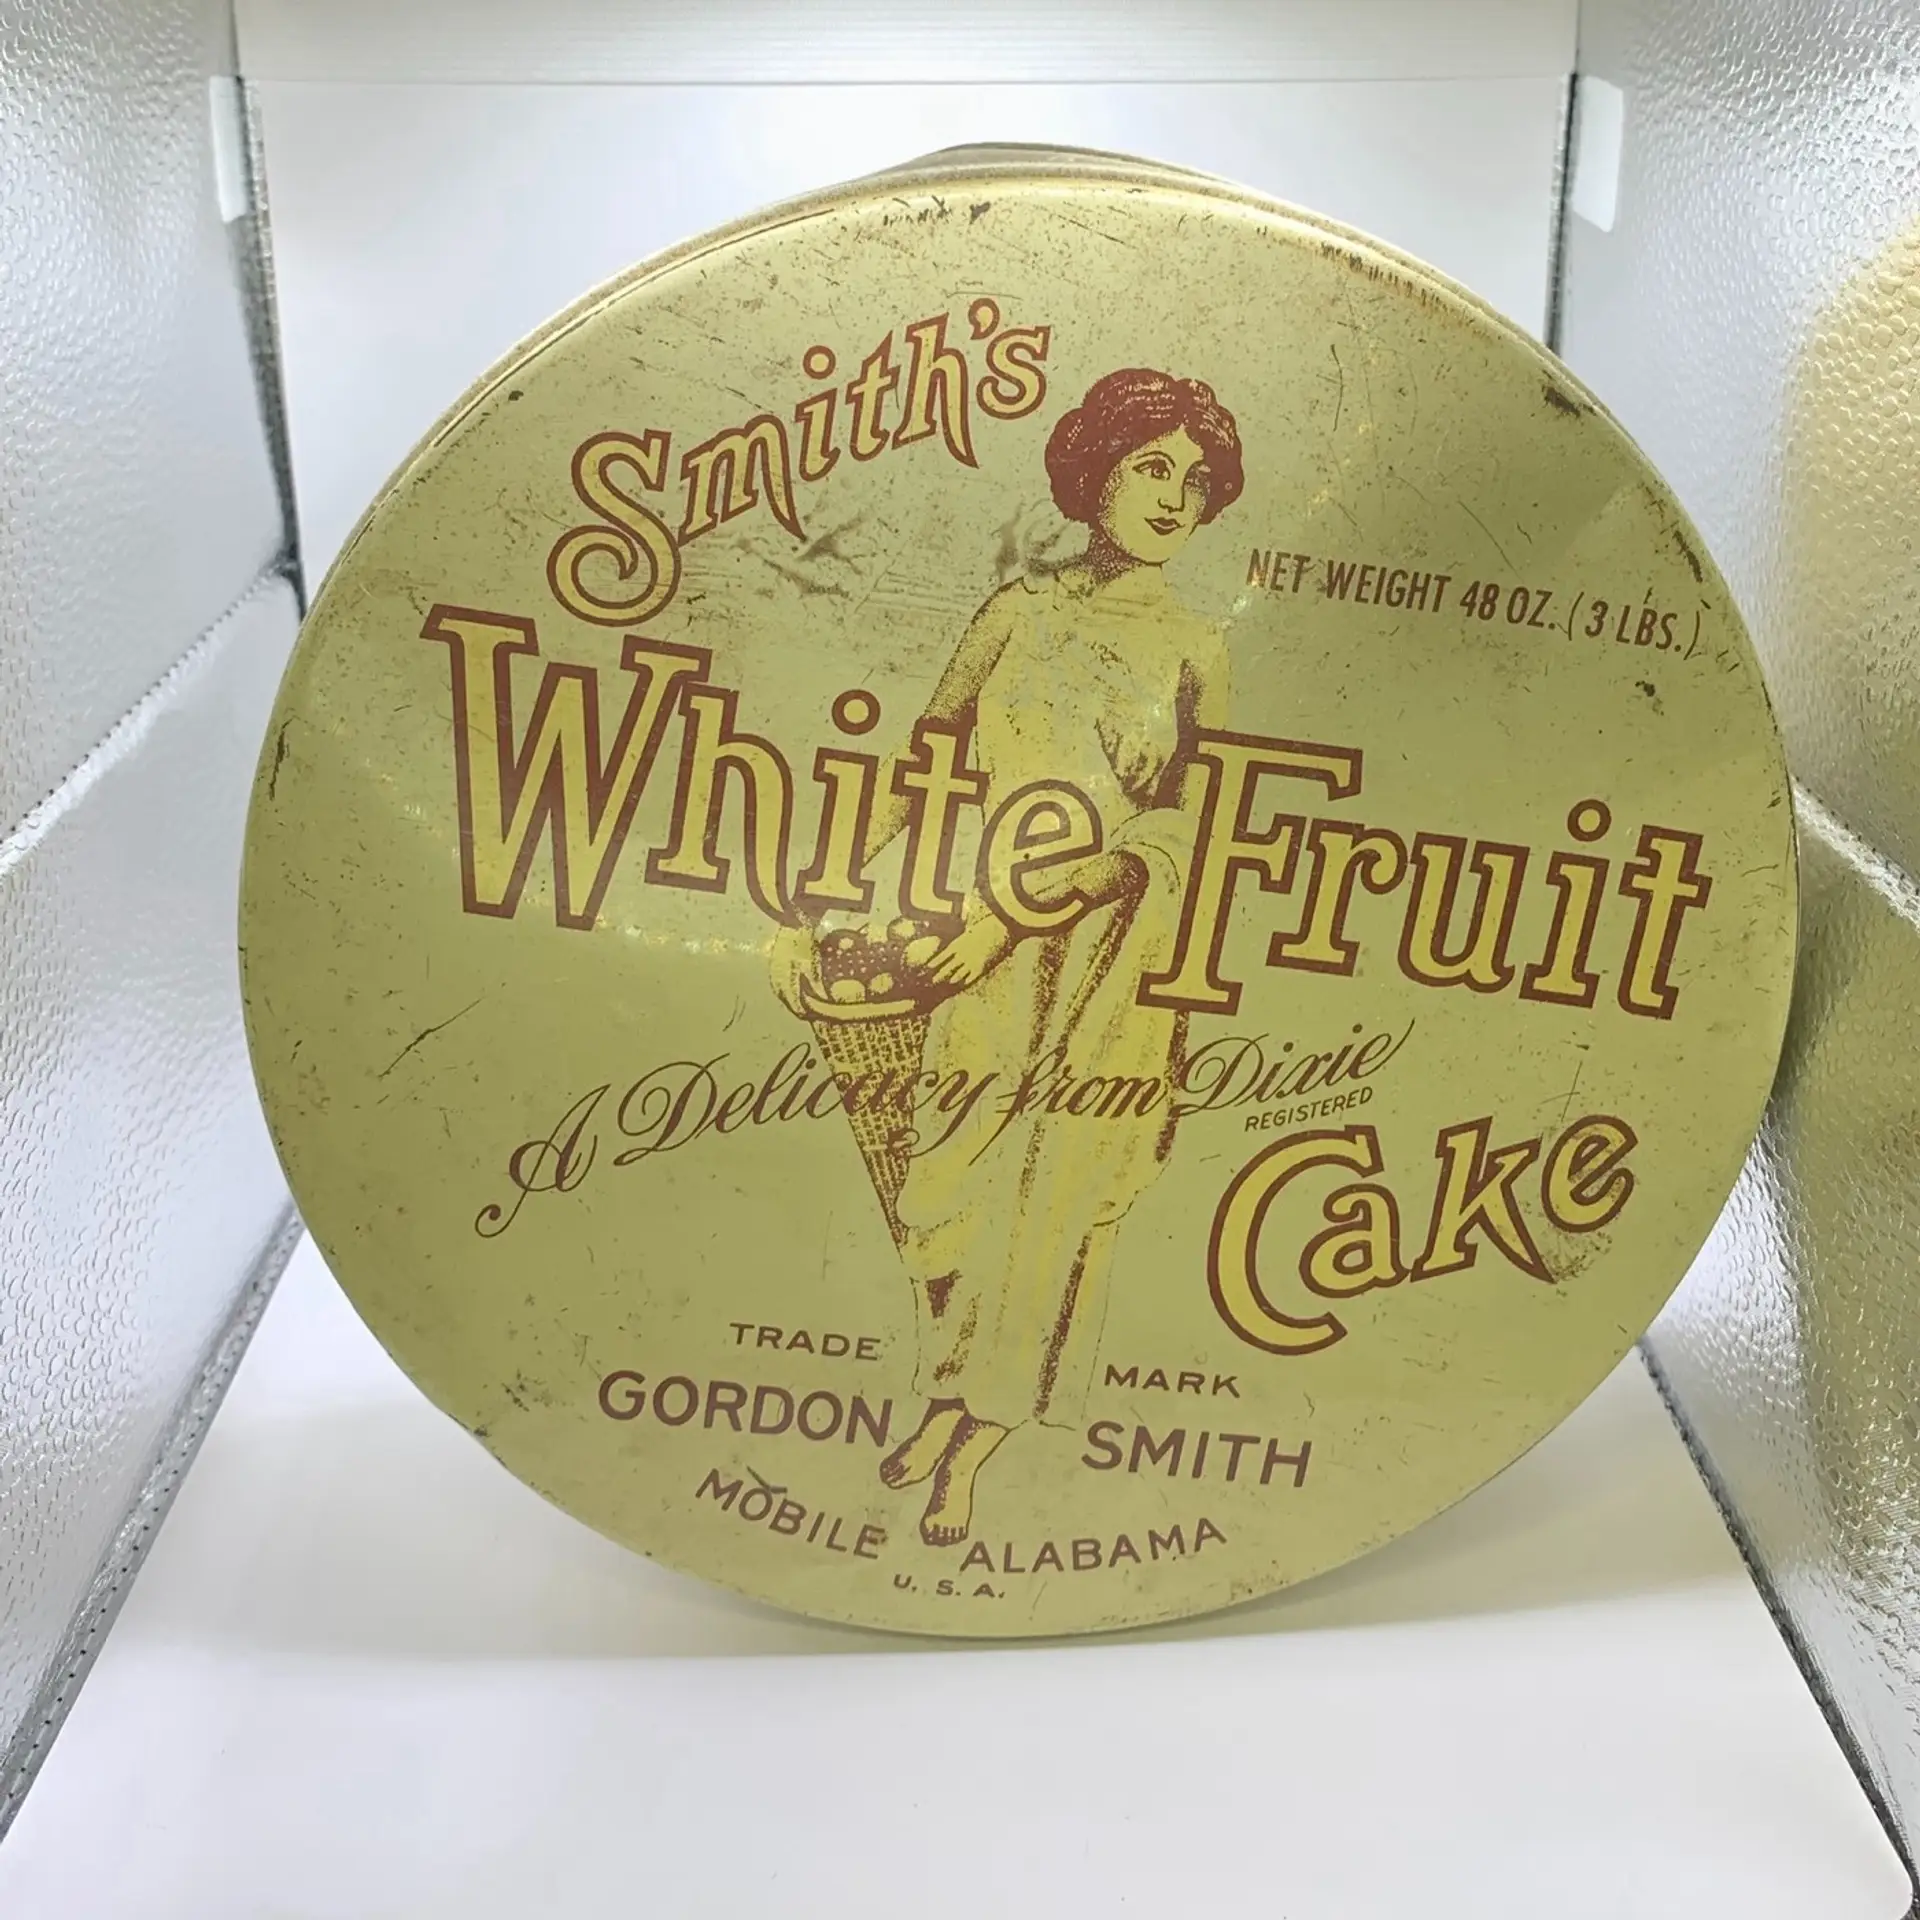 Smith's
NET WEIGHT 48 OZ. (3 LBS.)
White Fruit
A Delicacy from Dixie
REGISTERED
Cake
TRADE MARK
GORDON SMITH
MOBILE ALABAMA
U. S. A.